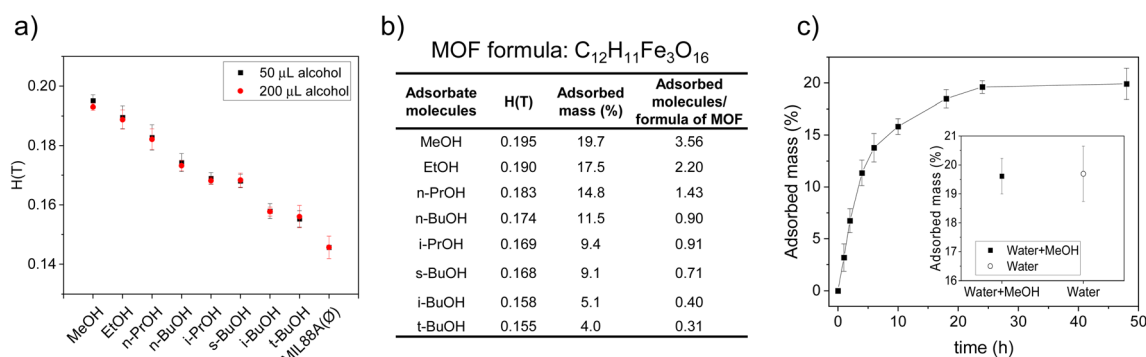 a)
H(T)
0.20
0.18
0.16
0.14
50 μL alcohol
200 μL alcohol
MeOH
EtOH
n-PrOH
n-BuOH
i-PrOH
s-BuOH
i-BuOH
t-BuOH
MIL88A(Ø)
b)
MOF formula: C₁₂H₁₁Fe₃O₁₆
Adsorbate molecules H(T) Adsorbed mass (%) Adsorbed molecules/ formula of MOF
MeOH 0.195 19.7 3.56
EtOH 0.190 17.5 2.20
n-PrOH 0.183 14.8 1.43
n-BuOH 0.174 11.5 0.90
i-PrOH 0.169 9.4 0.91
s-BuOH 0.168 9.1 0.71
i-BuOH 0.158 5.1 0.40
t-BuOH 0.155 4.0 0.31
c)
Adsorbed mass (%)
20
15
10
5
0
0 10 20 30 40 50
time (h)
Adsorbed mass (%)
21
20
19
18
17
16
Water+MeOH
Water
Water+MeOH Water